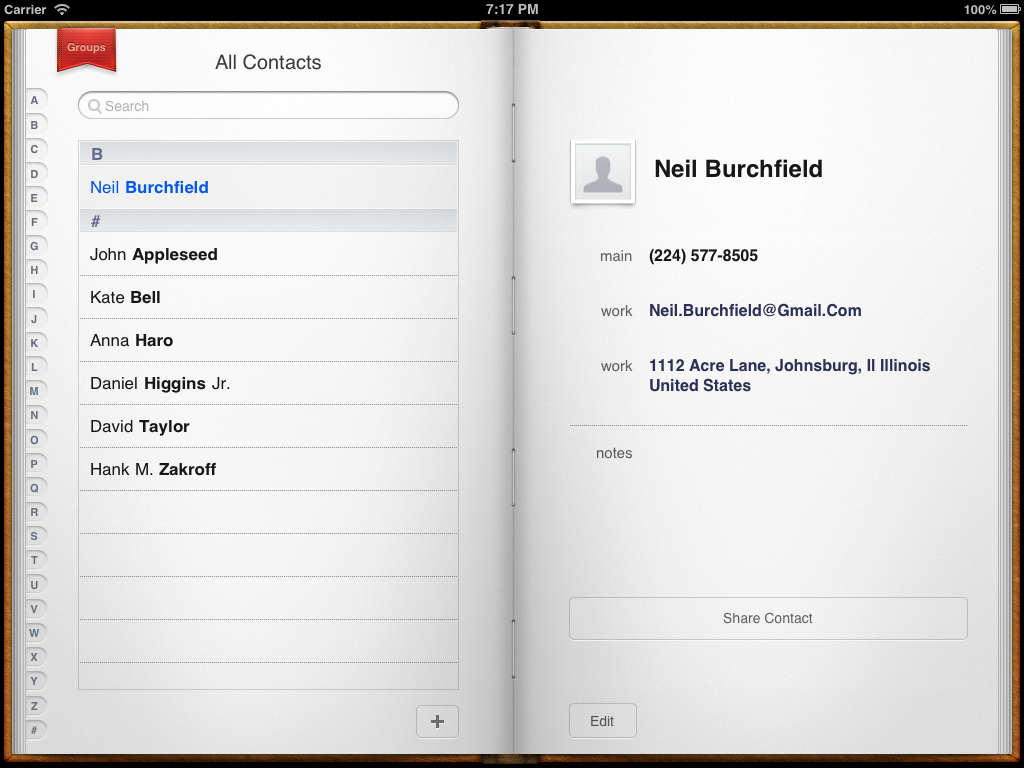 Carrier 7:17 PM 100%
Groups
All Contacts
Search
A
B
C
D
E
F
G
H
I
J
K
L
M
N
O
P
Q
R
S
T
U
V
W
X
Y
Z
#
B
Neil Burchfield
#
John Appleseed
Kate Bell
Anna Haro
Daniel Higgins Jr.
David Taylor
Hank M. Zakroff
+
Neil Burchfield
main (224) 577-8505
work Neil.Burchfield@Gmail.Com
work 1112 Acre Lane, Johnsburg, Il Illinois
United States
notes
Share Contact
Edit